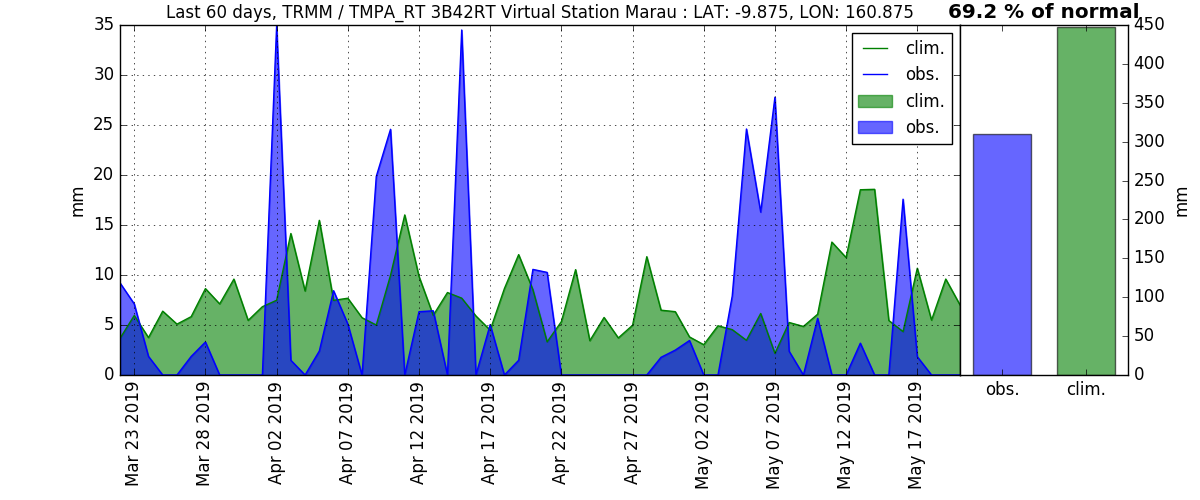 Last 60 days, TRMM / TMPA_RT 3B42RT Virtual Station Marau : LAT: -9.875, LON: 160.875
69.2 % of normal
35
30
25
20
15
10
5
0
mm
clim.
obs.
clim.
obs.
450
400
350
300
250
200
150
100
50
0
mm
Mar 23 2019
Mar 28 2019
Apr 02 2019
Apr 07 2019
Apr 12 2019
Apr 17 2019
Apr 22 2019
Apr 27 2019
May 02 2019
May 07 2019
May 12 2019
May 17 2019
obs.
clim.